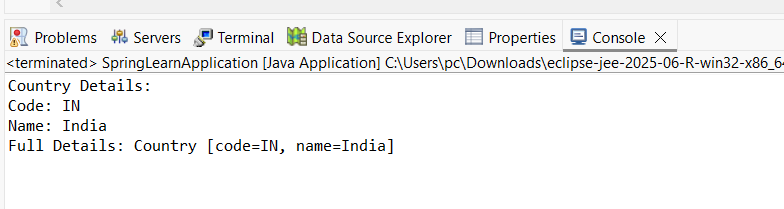 Problems Servers Terminal Data Source Explorer Properties Console
<terminated> SpringLearnApplication [Java Application] C:\Users\pc\Downloads\eclipse-jee-2025-06-R-win32-x86_64
Country Details:
Code: IN
Name: India
Full Details: Country [code=IN, name=India]